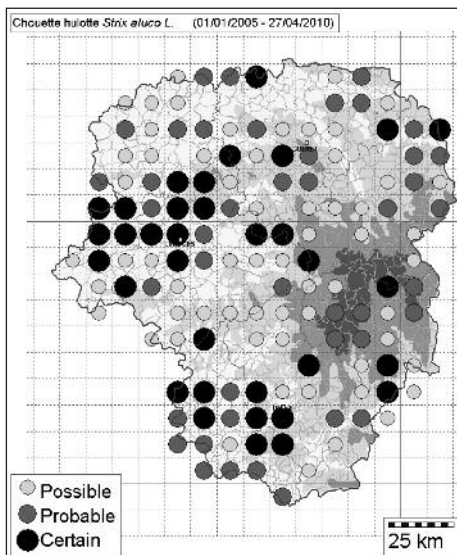 Chouette hulotte Strix aluco L. (01/01/2005 - 27/04/2010)
Possible
Probable
Certain
25 km